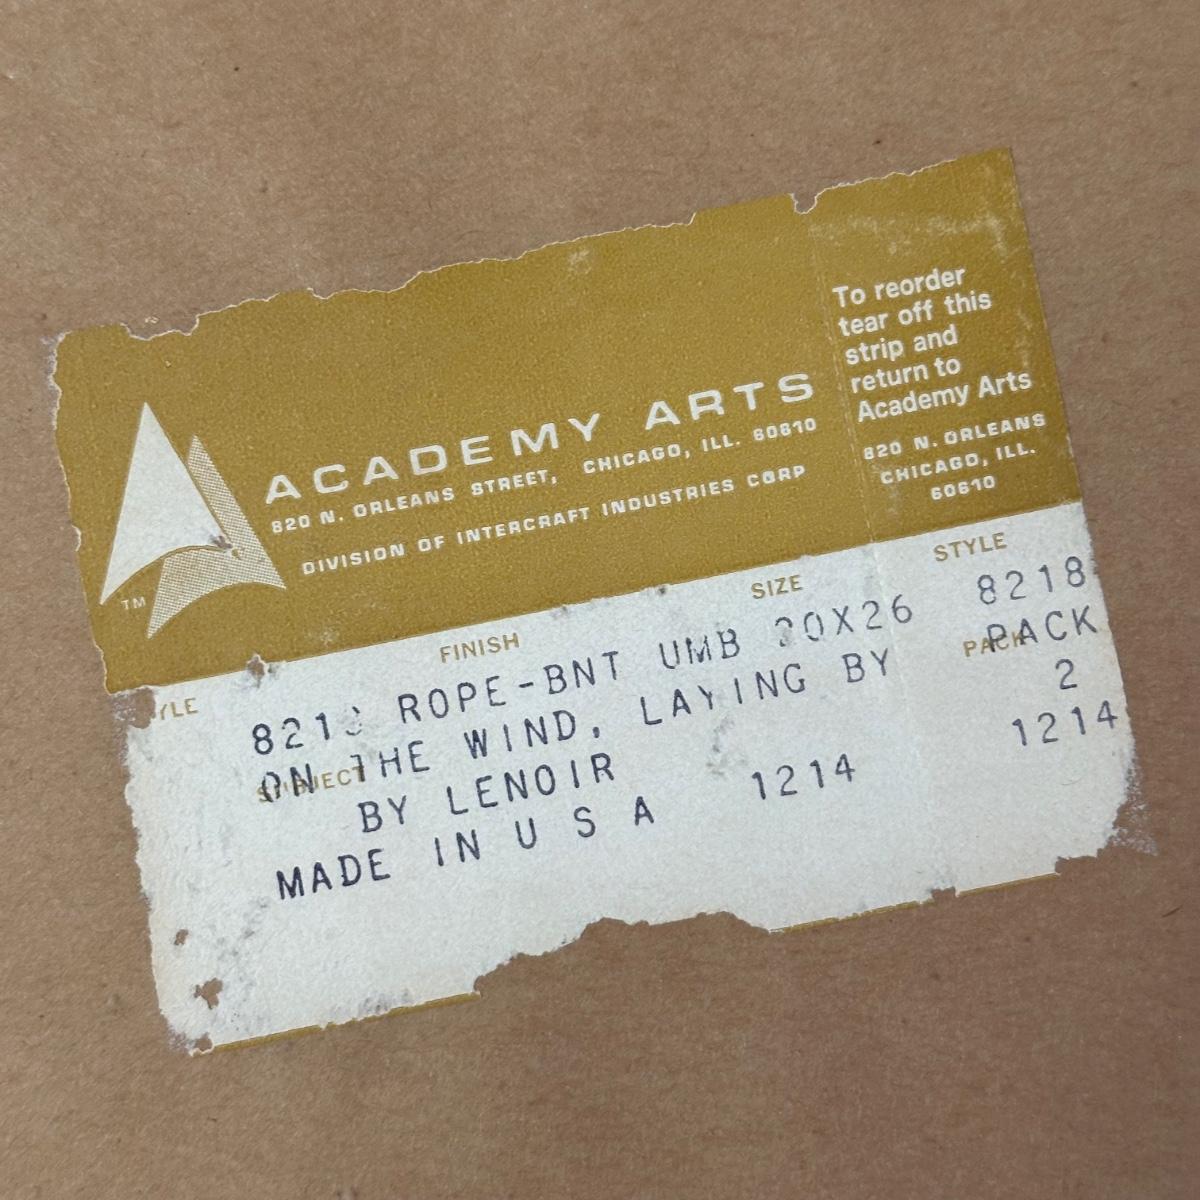 ACADEMY ARTS
820 N. ORLEANS STREET, CHICAGO, ILL. 60610
DIVISION OF INTERCRAFT INDUSTRIES CORP
TM
To reorder
tear off this
strip and
return to
Academy Arts
820 N. ORLEANS
CHICAGO, ILL.
60610
FINISH
SIZE
STYLE
ROPE-BNT UMB
8218
SUBJECT
PACK
ON THE WIND, LAYING BY
PACK
BY LENOIR
2
MADE IN U S A
1214
1214